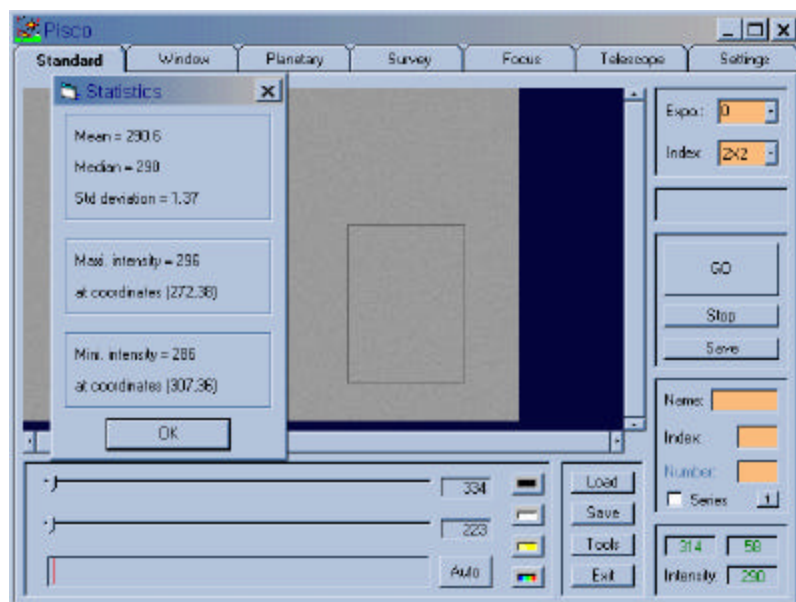 Pisco
Standard Window Planetary Survey Focus Telescope Settings
Statistics
Mean = 290.6
Median = 290
Std deviation = 1.37
Maxi. intensity = 296
at coordinates (272,38)
Mini. intensity = 286
at coordinates (307,36)
OK
Expo.: 0
Index: 2X2
GO
Stop
Save
Name:
Index:
Number:
Series 1
334
223
Auto
Load
Save
Tools
Exit
314 58
Intensity: 290